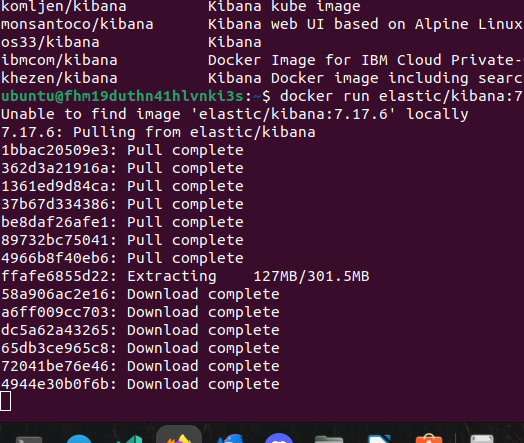 komljen/kibana Kibana kube image
monsantoco/kibana Kibana web UI based on Alpine Linux
os33/kibana Kibana
ibmcom/kibana Docker Image for IBM Cloud Private-
khezen/kibana Kibana Docker image including searc
ubuntu@fhm19duthn41hlvnki3s:~$ docker run elastic/kibana:7
Unable to find image 'elastic/kibana:7.17.6' locally
7.17.6: Pulling from elastic/kibana
1bbac20509e3: Pull complete
362d3a21916a: Pull complete
1361ed9d84ca: Pull complete
37b67d334386: Pull complete
be8daf26afe1: Pull complete
89732bc75041: Pull complete
4966b8f40eb6: Pull complete
ffafe6855d22: Extracting 127MB/301.5MB
58a906ac2e16: Download complete
a6ff009cc703: Download complete
dc5a62a43265: Download complete
65db3ce965c8: Download complete
72041be76e46: Download complete
4944e30b0f6b: Download complete